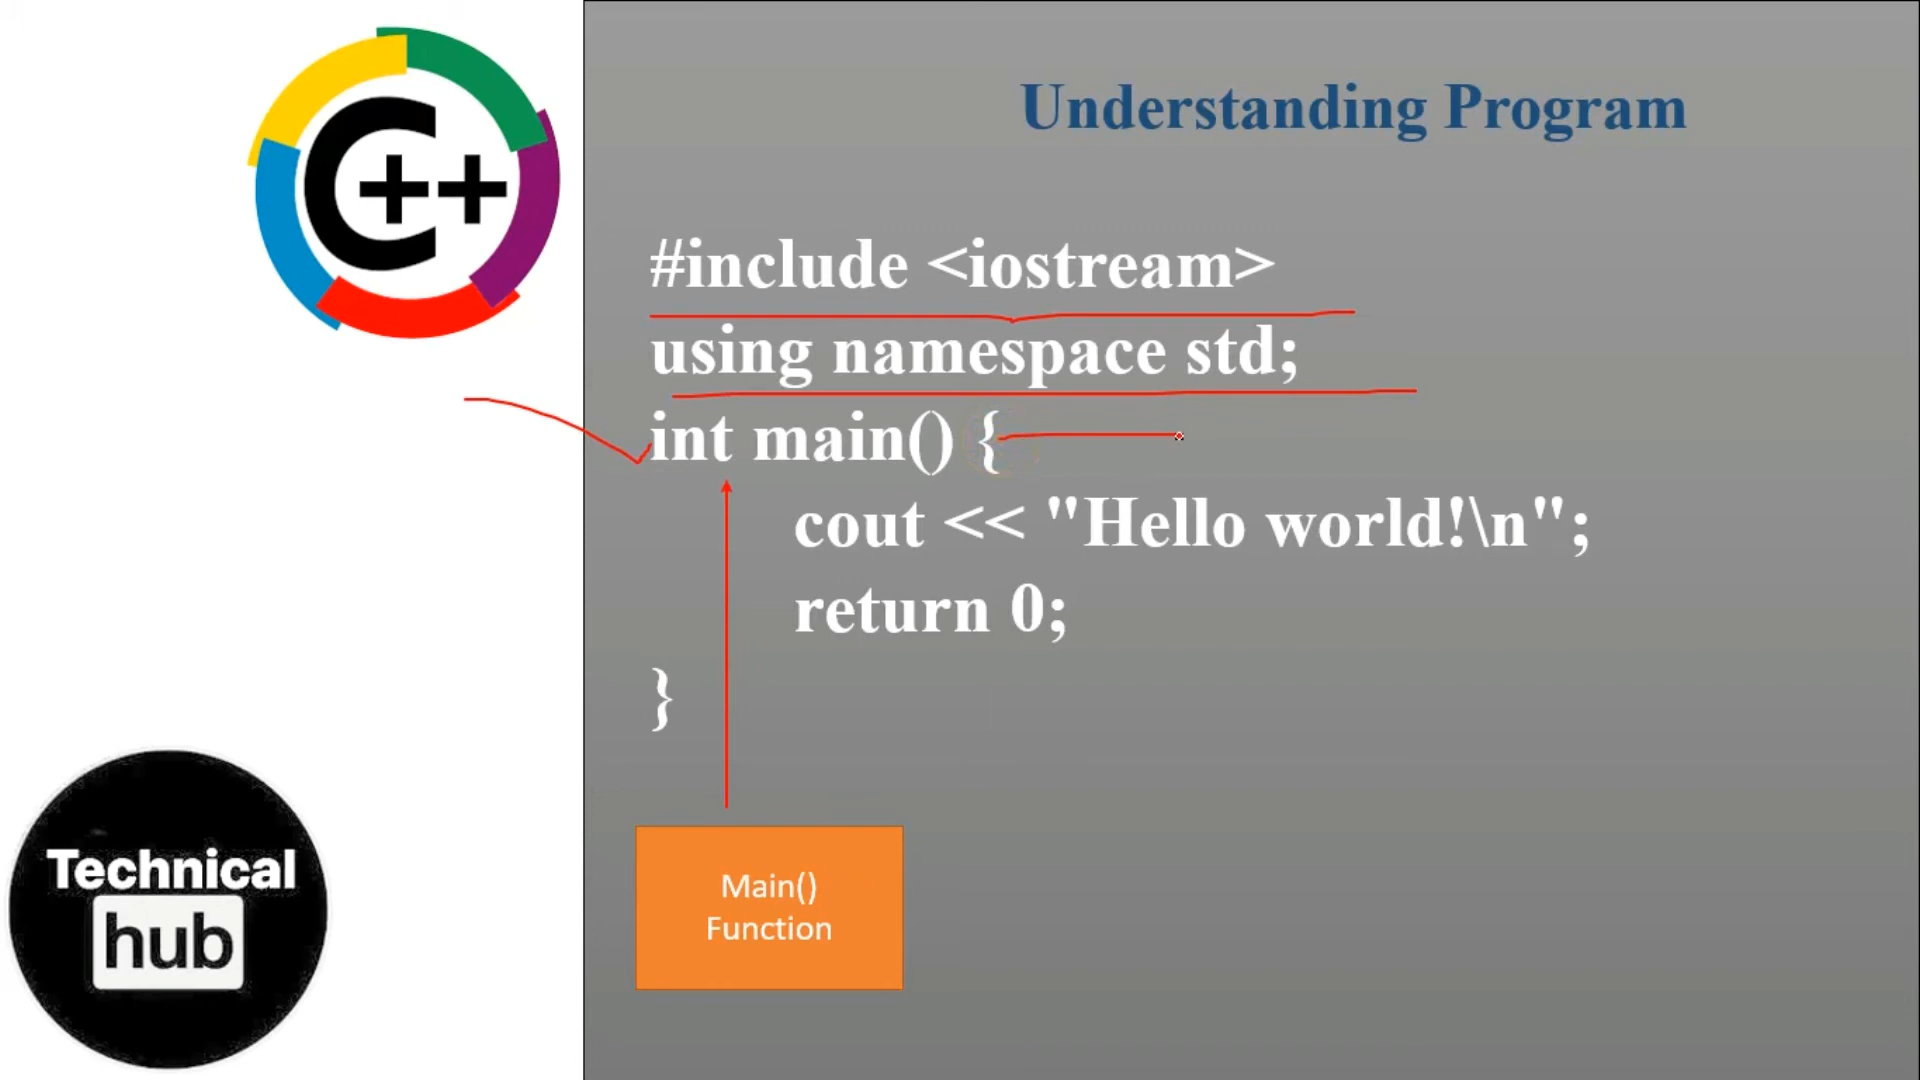 C++
Understanding Program
#include <iostream>
using namespace std;
int main() {
cout << "Hello world!\n";
return 0;
}
Main()
Function
Technical
hub